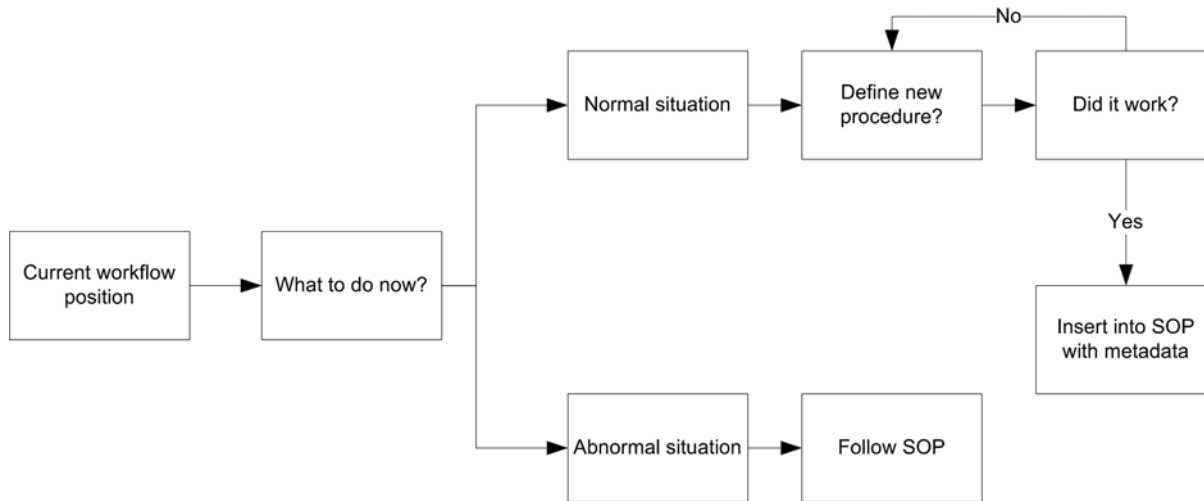 No
Normal situation
Define new
procedure?
Did it work?
Yes
Current workflow
position
What to do now?
Insert into SOP
with metadata
Abnormal situation
Follow SOP